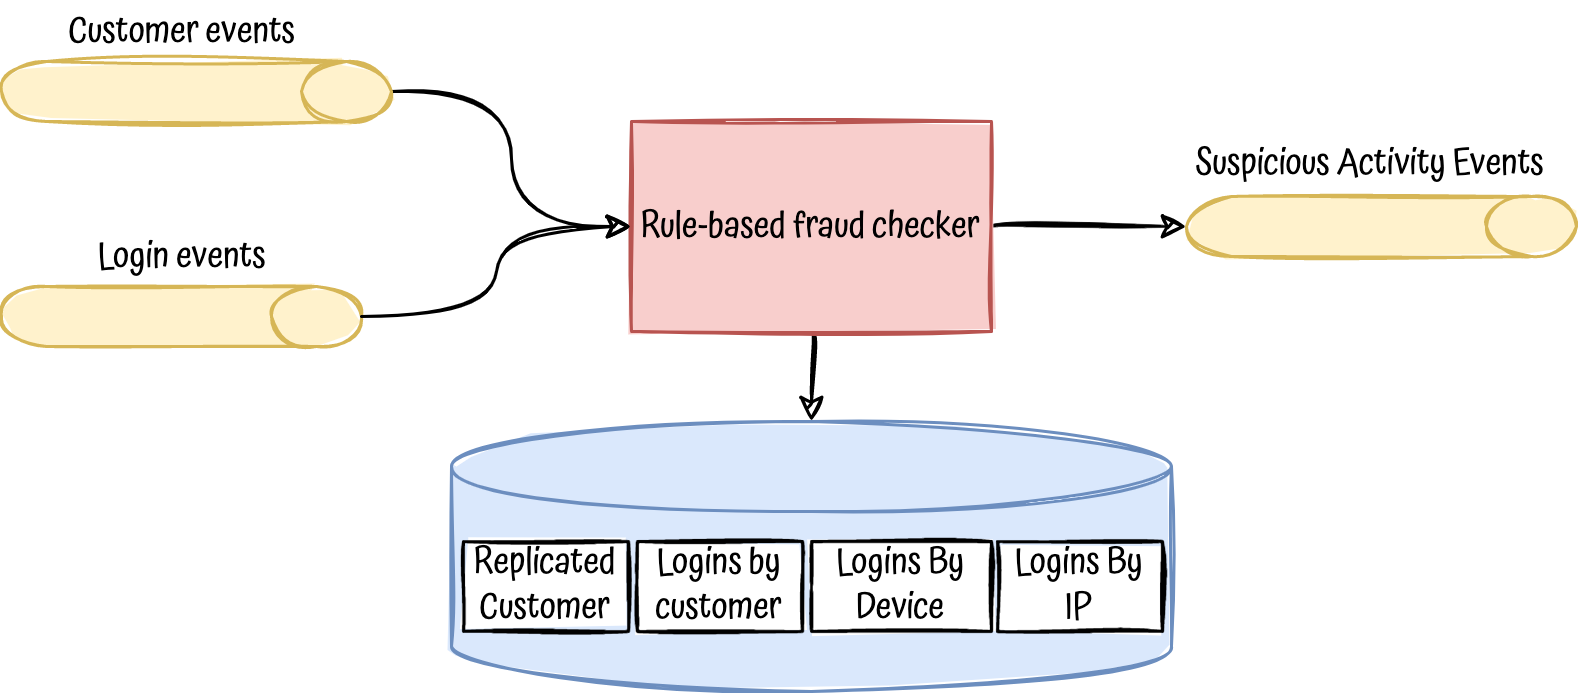 Customer events
Suspicious Activity Events
Rule-based fraud checker
Login events
Replicated
Customer
Logins by
customer
Logins By
Device
Logins By
IP